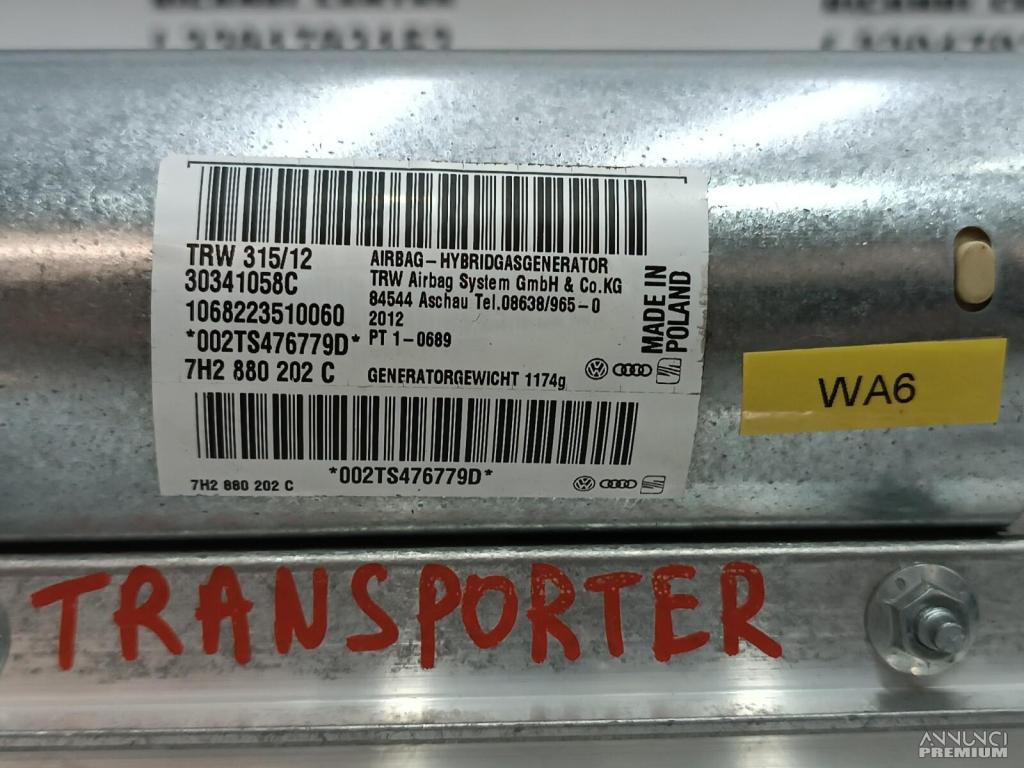 TRW 315/12
30341058C
1068223510060
*002TS476779D*
7H2 880 202 C
AIRBAG-HYBRIDGASGENERATOR
TRW Airbag System GmbH & Co.KG
84544 Aschau Tel.08638/965-0
2012
PT 1-0689
GENERATORGEWICHT 1174g
MADE IN
POLAND
*002TS476779D*
7H2 880 202 C
WA6
TRANSPORTER
ANNUNCI
PREMIUM